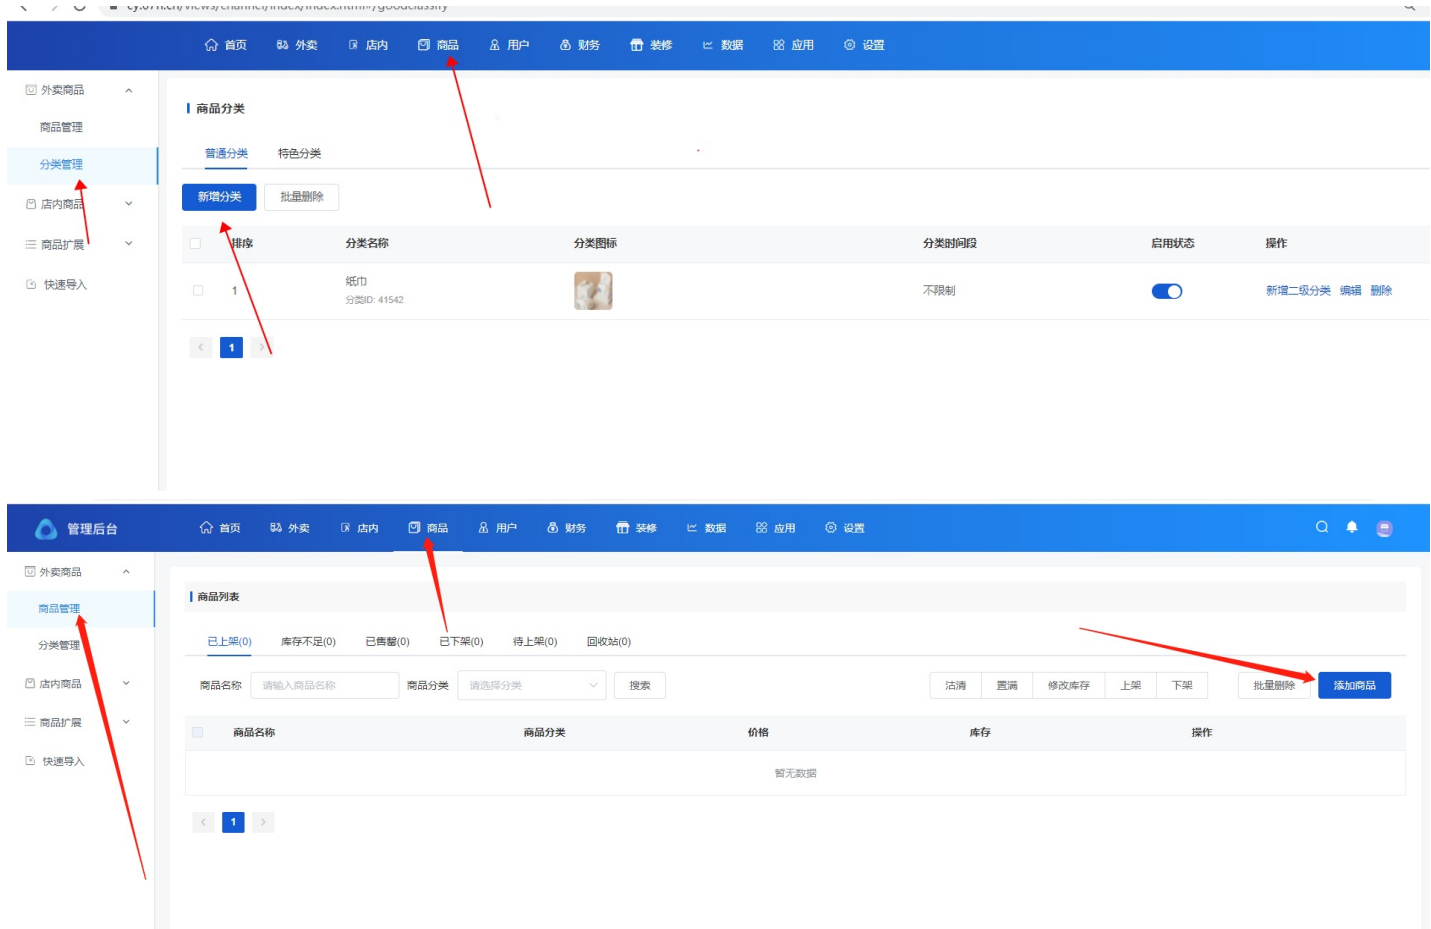 首页 外卖 店内 商品 用户 财务 装修 数据 应用 设置
外卖商品
商品管理
分类管理
店内商品
商品扩展
快速导入
商品分类
普通分类 特色分类
新增分类 批量删除
排序 分类名称 分类图标 分类时间段 启用状态 操作
1 纸巾 不限制 新增二级分类 编辑 删除
分类ID: 41542
< 1 >
管理后台 首页 外卖 店内 商品 用户 财务 装修 数据 应用 设置
外卖商品
商品管理
分类管理
店内商品
商品扩展
快速导入
商品列表
已上架(0) 库存不足(0) 已售罄(0) 已下架(0) 待上架(0) 回收站(0)
商品名称 请输入商品名称 商品分类 请选择分类 搜索 沽清 置满 修改库存 上架 下架 批量删除 添加商品
商品名称 商品分类 价格 库存 操作
暂无数据
< 1 >